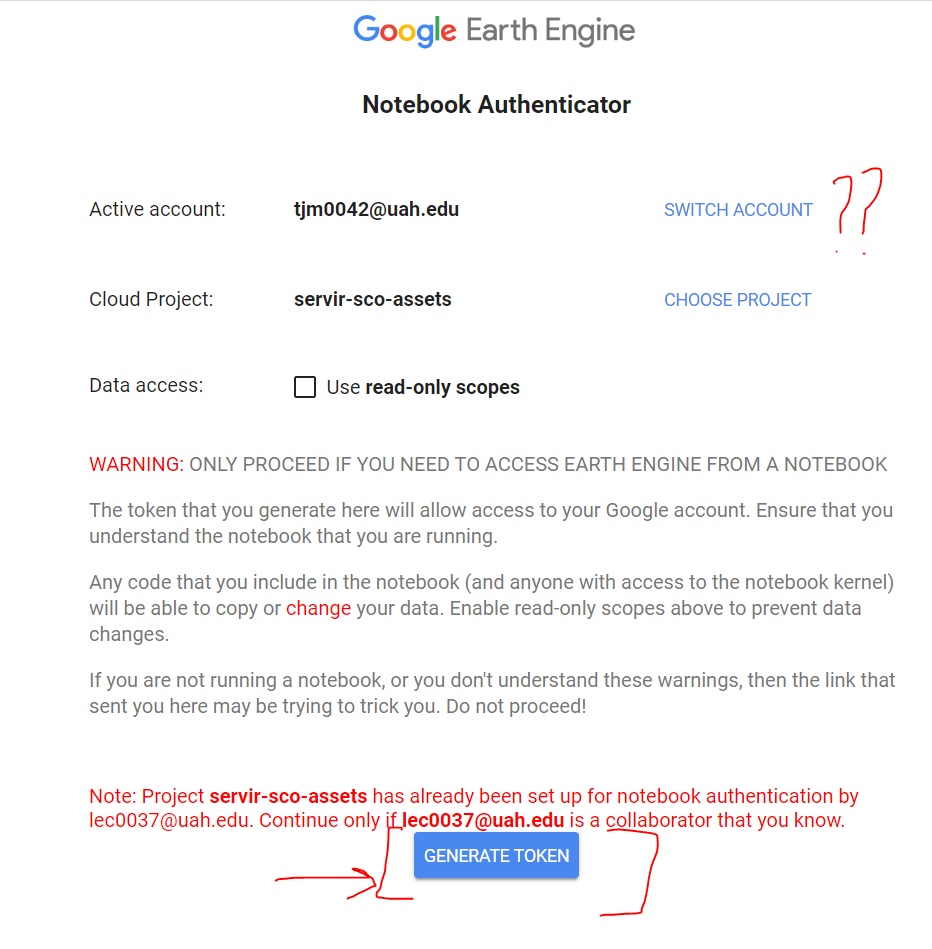 Google Earth Engine
Notebook Authenticator
Active account: tjm0042@uah.edu SWITCH ACCOUNT ??
Cloud Project: servir-sco-assets CHOOSE PROJECT
Data access: Use read-only scopes
WARNING: ONLY PROCEED IF YOU NEED TO ACCESS EARTH ENGINE FROM A NOTEBOOK
The token that you generate here will allow access to your Google account. Ensure that you
understand the notebook that you are running.
Any code that you include in the notebook (and anyone with access to the notebook kernel)
will be able to copy or change your data. Enable read-only scopes above to prevent data
changes.
If you are not running a notebook, or you don't understand these warnings, then the link that
sent you here may be trying to trick you. Do not proceed!
Note: Project servir-sco-assets has already been set up for notebook authentication by
lec0037@uah.edu. Continue only if lec0037@uah.edu is a collaborator that you know.
GENERATE TOKEN